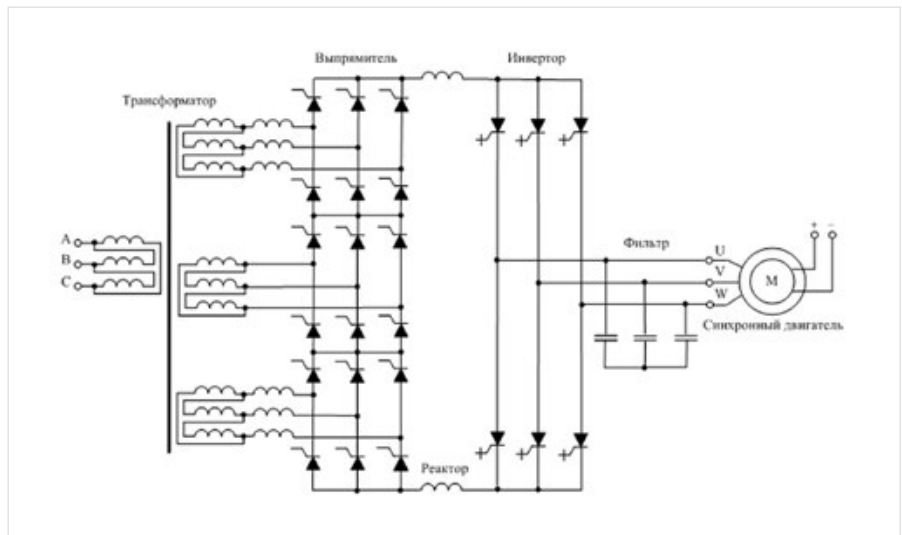 Выпрямитель
Инвертор
Трансформатор
A
B
C
Фильтр
U
V
W
+ −
M
Синхронный двигатель
Реактор